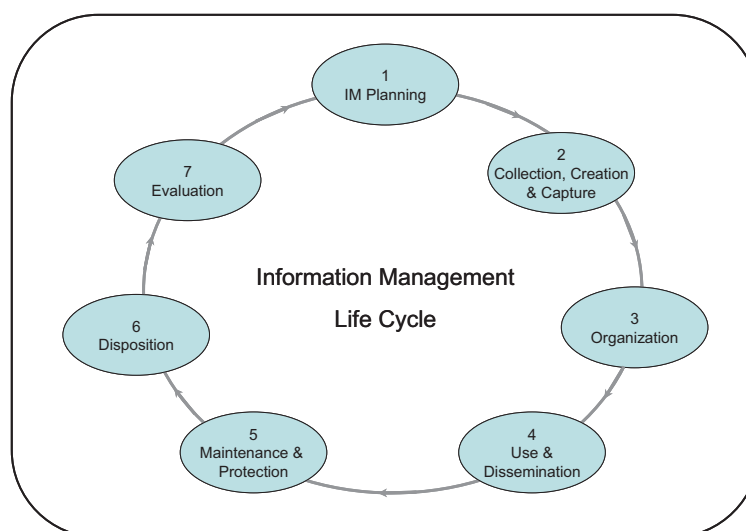 1
IM Planning
2
Collection, Creation
& Capture
3
Organization
4
Use &
Dissemination
5
Maintenance &
Protection
6
Disposition
7
Evaluation
Information Management
Life Cycle